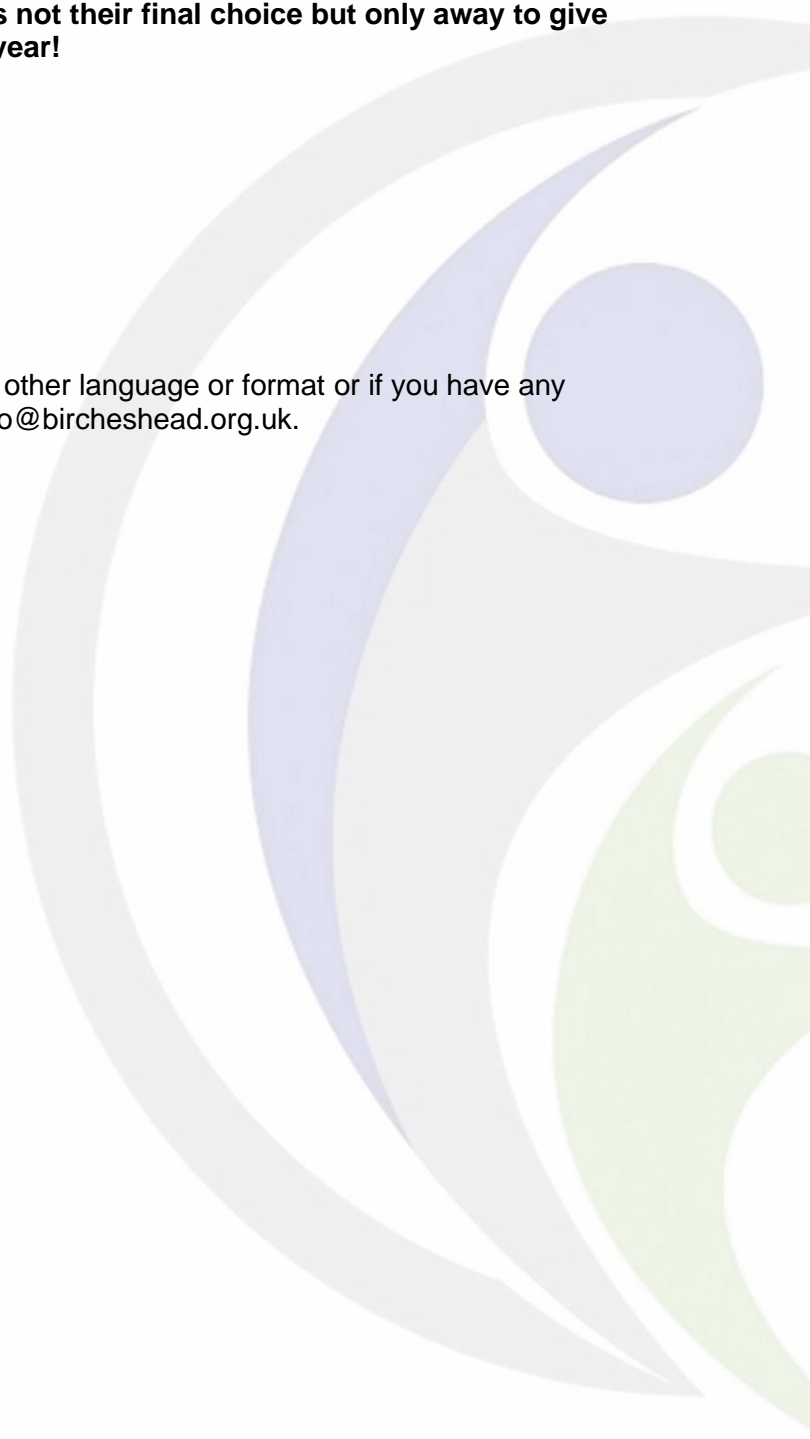 s not their final choice but only away to give
year!
other language or format or if you have any
o@bircheshead.org.uk.